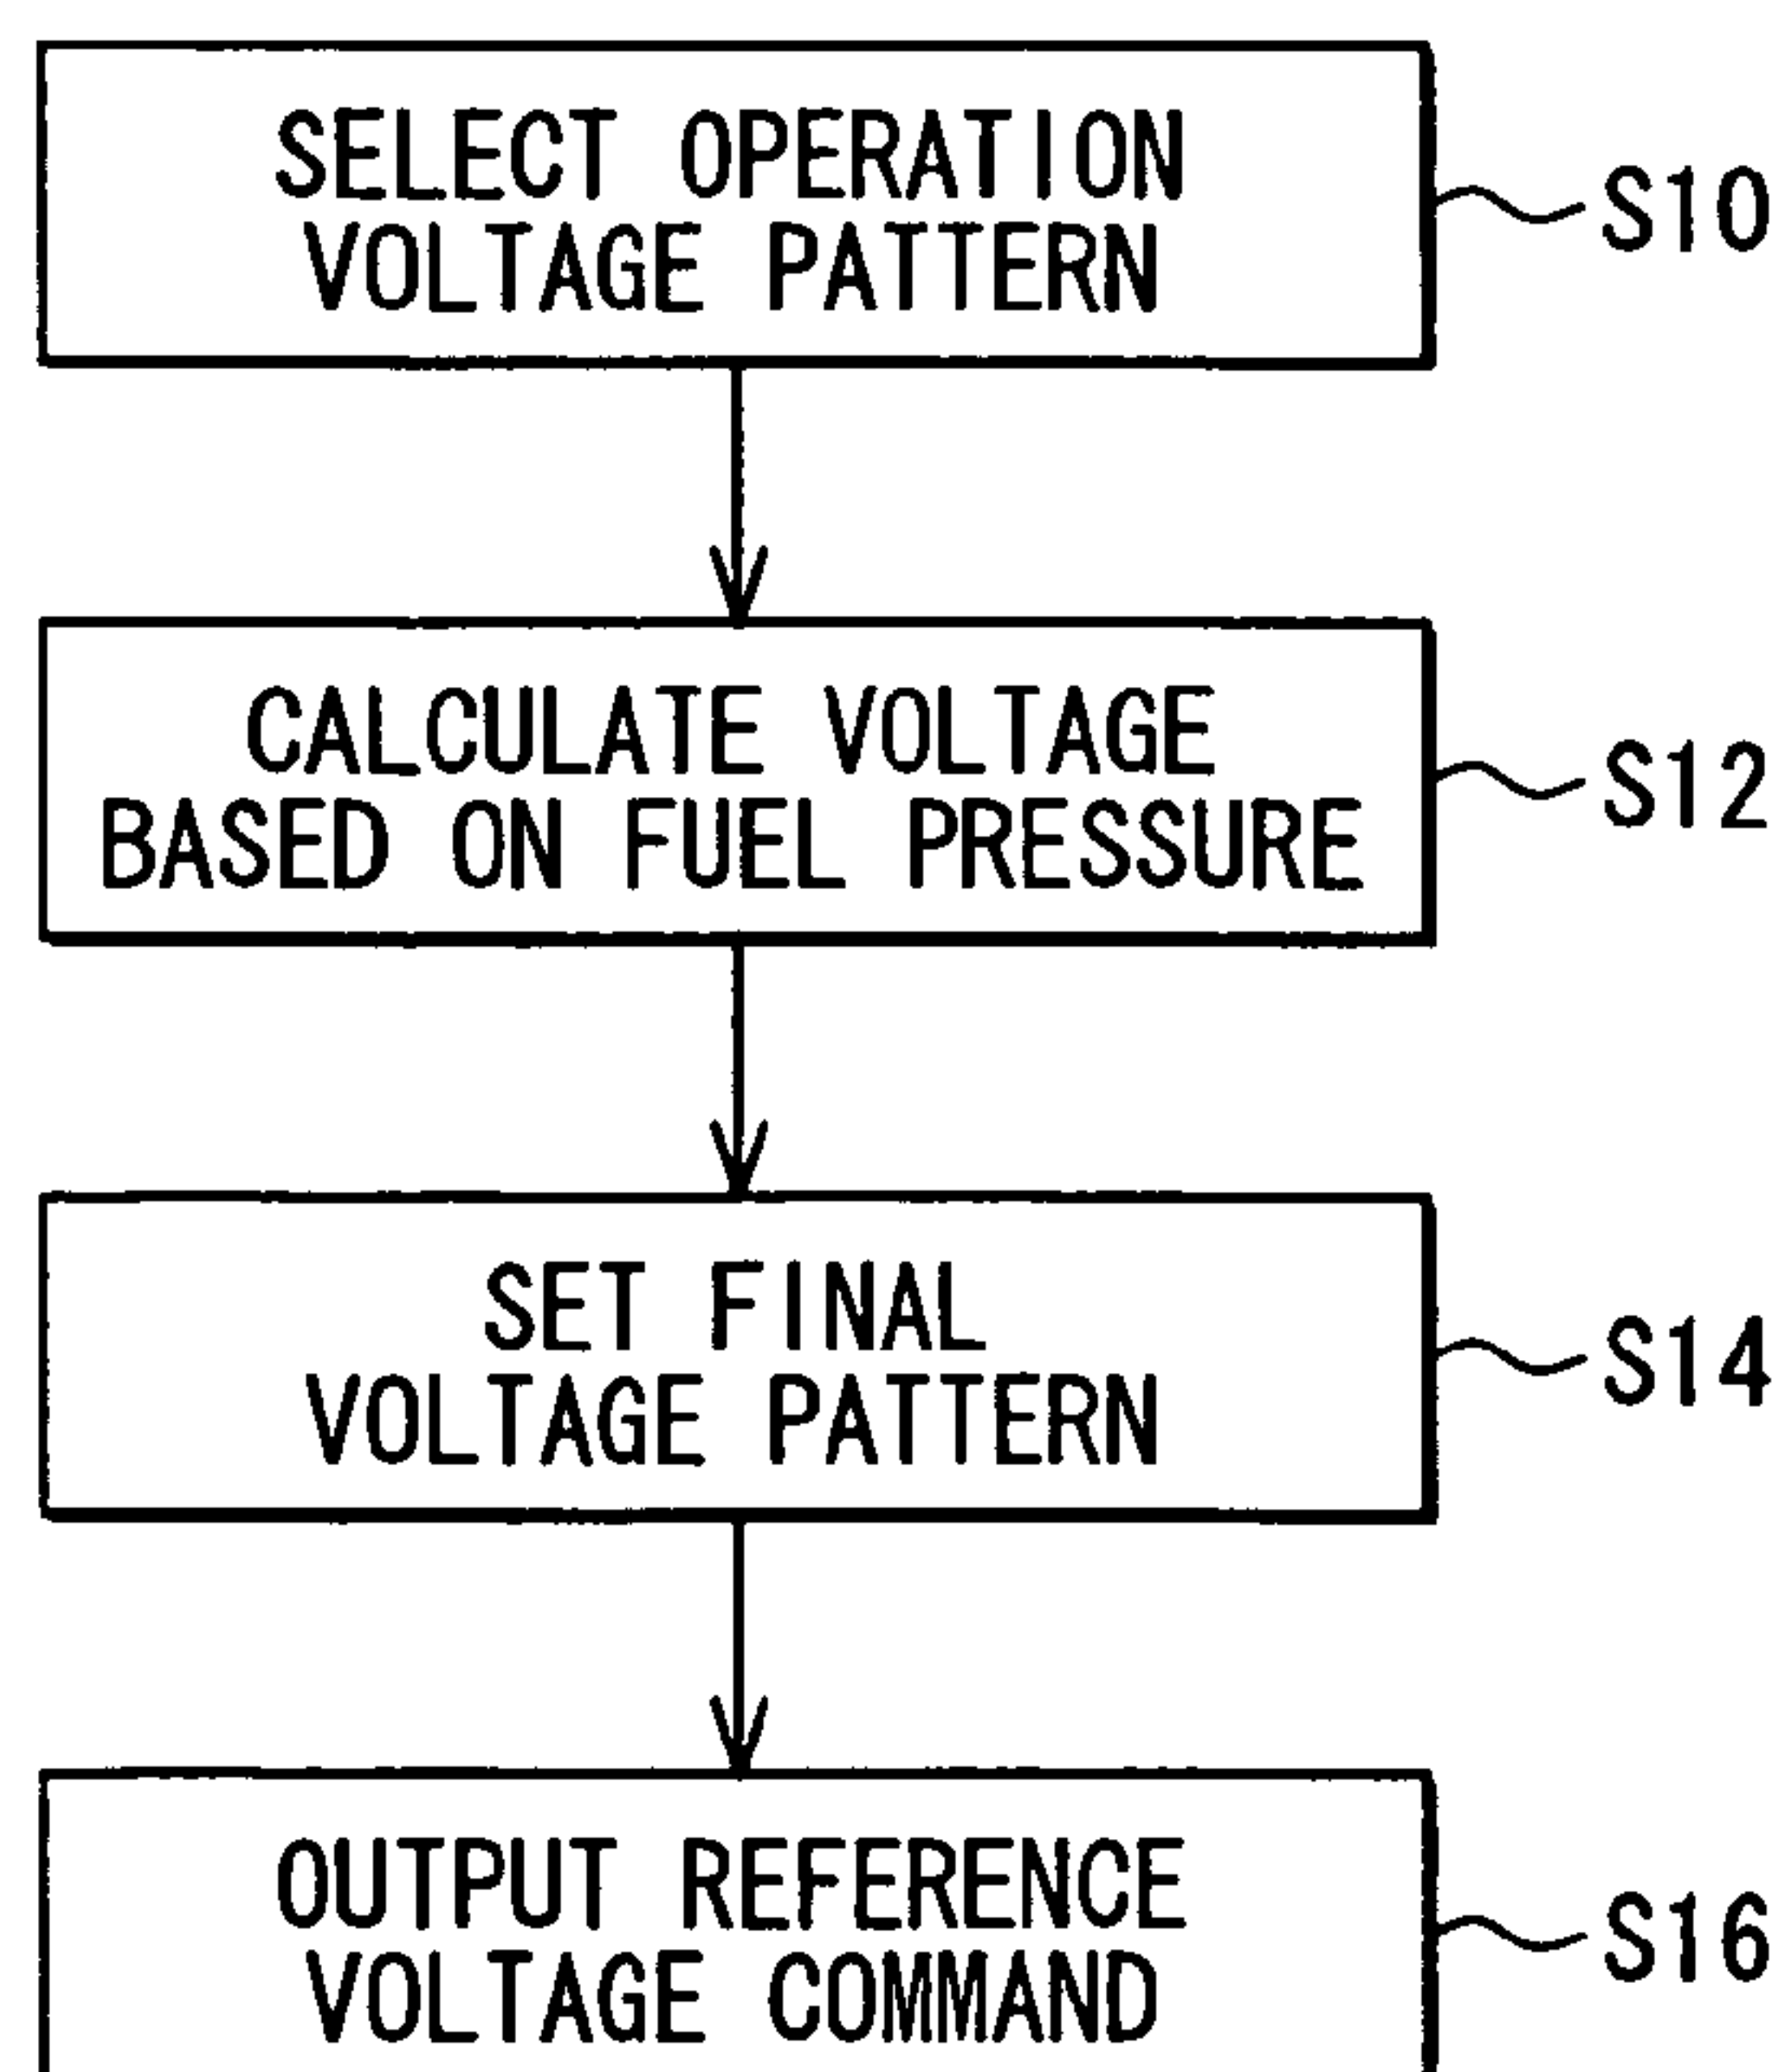 SELECT OPERATION
VOLTAGE PATTERN
S10
CALCULATE VOLTAGE
BASED ON FUEL PRESSURE
S12
SET FINAL
VOLTAGE PATTERN
S14
OUTPUT REFERENCE
VOLTAGE COMMAND
S16